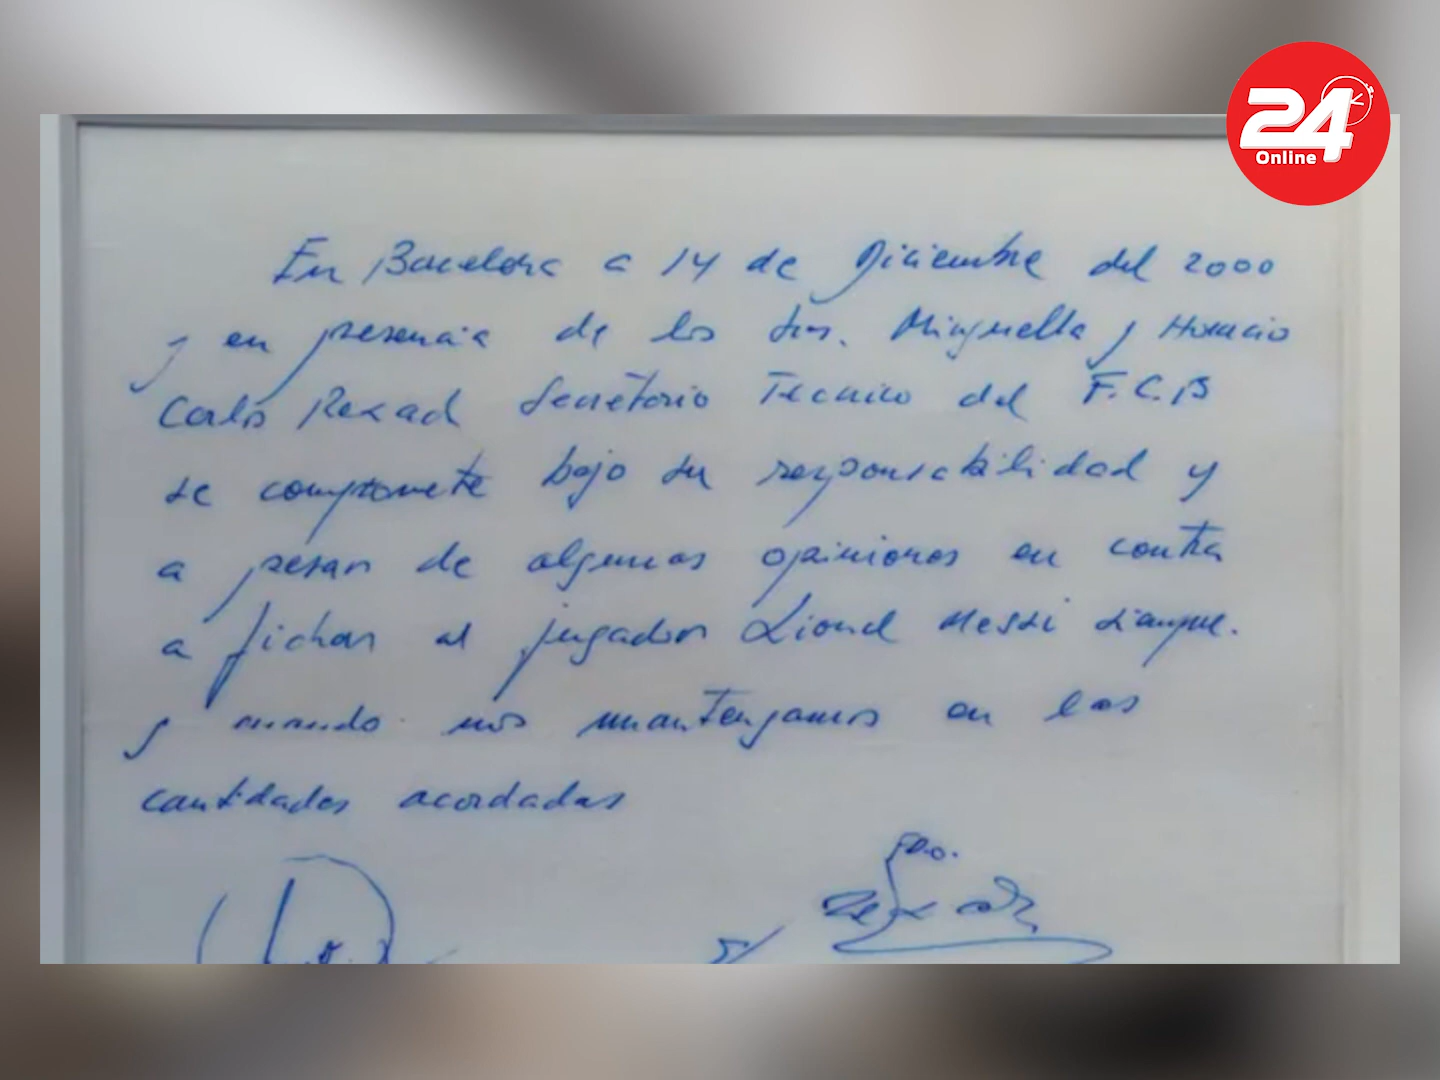 24
Online
En Barcelona a 14 de Diciembre del 2000
y en presencia de los Srs. Minguella y Horacio
Carlos Rexach Secretario Tecnico del F.C.B
se compromete bajo su responsabilidad y
a pesar de algunas opiniones en contra
a fichar al jugador Lionel Messi siempre.
y cuando nos mantengamos en las
cantidades acordadas
Fdo.